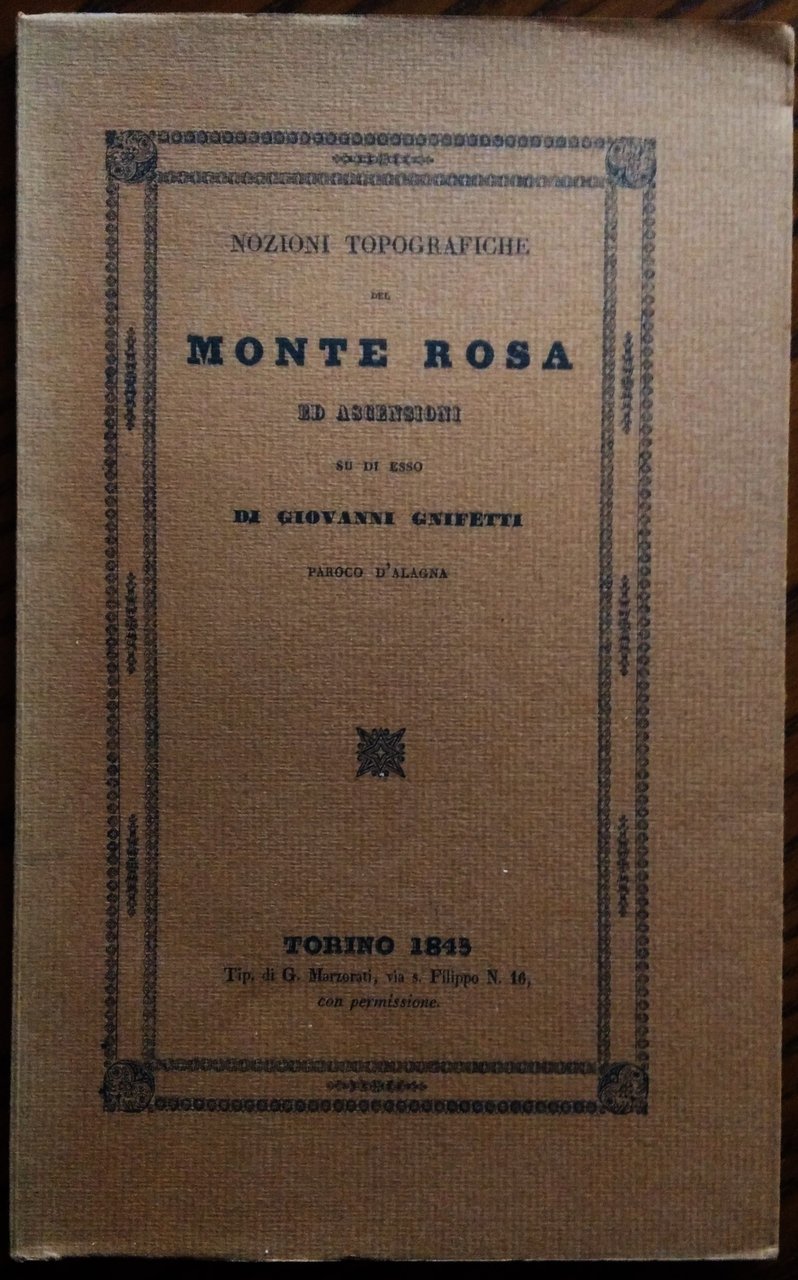 NOZIONI TOPOGRAFICHE
DEL
MONTE ROSA
ED ASCENSIONI
SU DI ESSO
DI GIOVANNI GNIFETTI
PAROCO D'ALAGNA
TORINO 1845
Tip. di G. Marzorati, via s. Filippo N. 16,
con permissione.